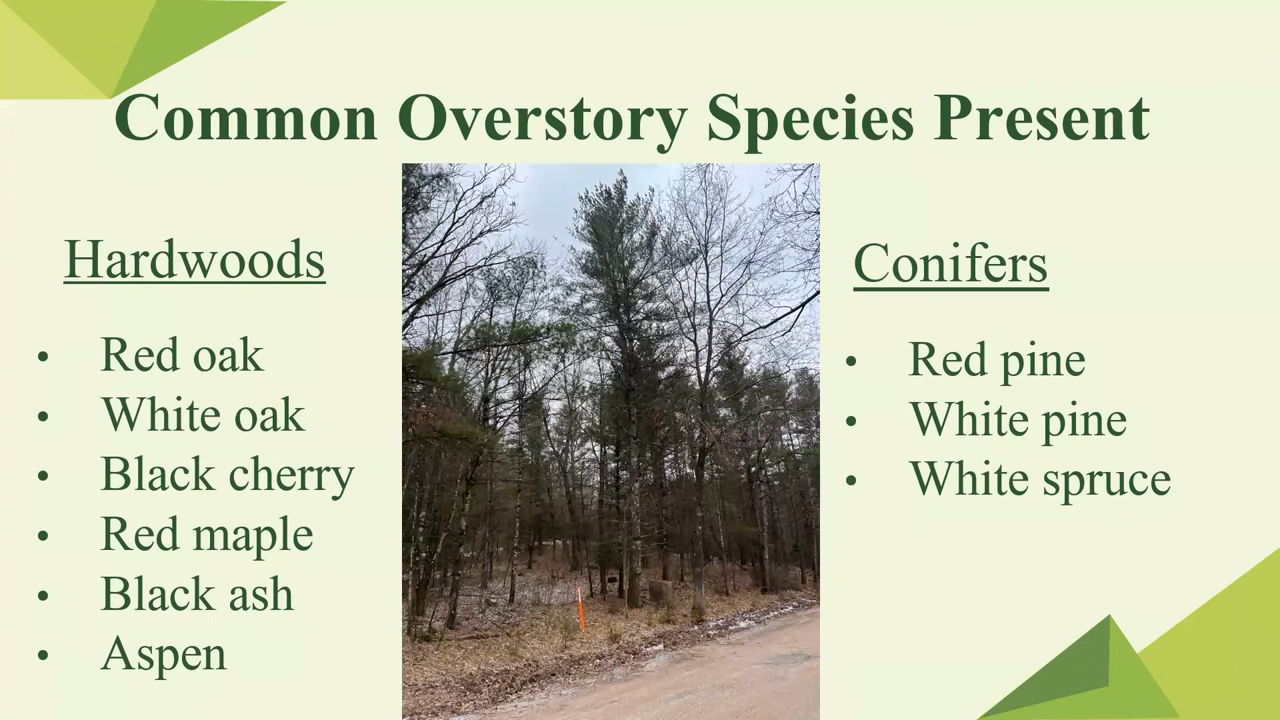 Common Overstory Species Present
Hardwoods
• Red oak
• White oak
• Black cherry
• Red maple
• Black ash
• Aspen
Conifers
• Red pine
• White pine
• White spruce